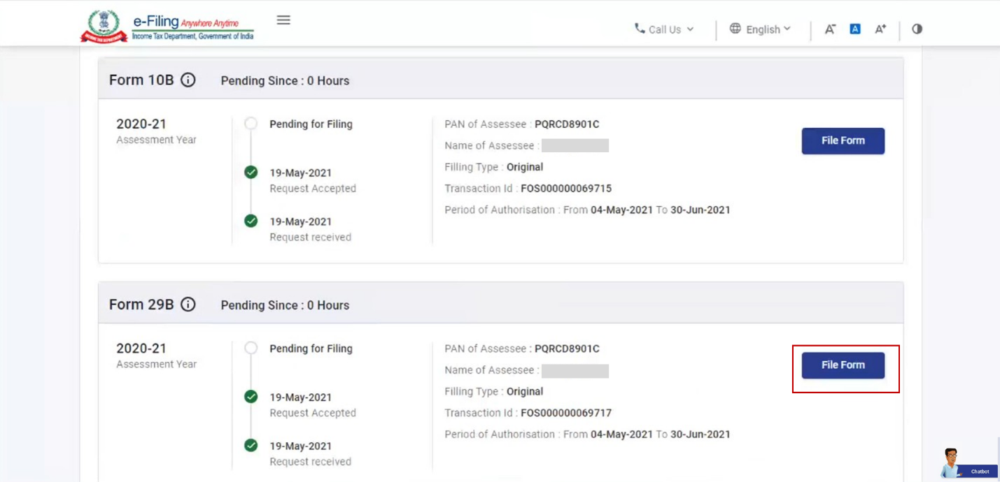 e-Filing Anywhere Anytime
Income Tax Department, Government of India
Call Us
English
A-
A
A+
Form 10B
Pending Since : 0 Hours
2020-21
Assessment Year
Pending for Filing
19-May-2021
Request Accepted
19-May-2021
Request received
PAN of Assessee : PQRCD8901C
Name of Assessee :
Filling Type : Original
Transaction Id : FOS000000069715
Period of Authorisation : From 04-May-2021 To 30-Jun-2021
File Form
Form 29B
Pending Since : 0 Hours
2020-21
Assessment Year
Pending for Filing
19-May-2021
Request Accepted
19-May-2021
Request received
PAN of Assessee : PQRCD8901C
Name of Assessee :
Filling Type : Original
Transaction Id : FOS000000069717
Period of Authorisation : From 04-May-2021 To 30-Jun-2021
File Form
Chatbot